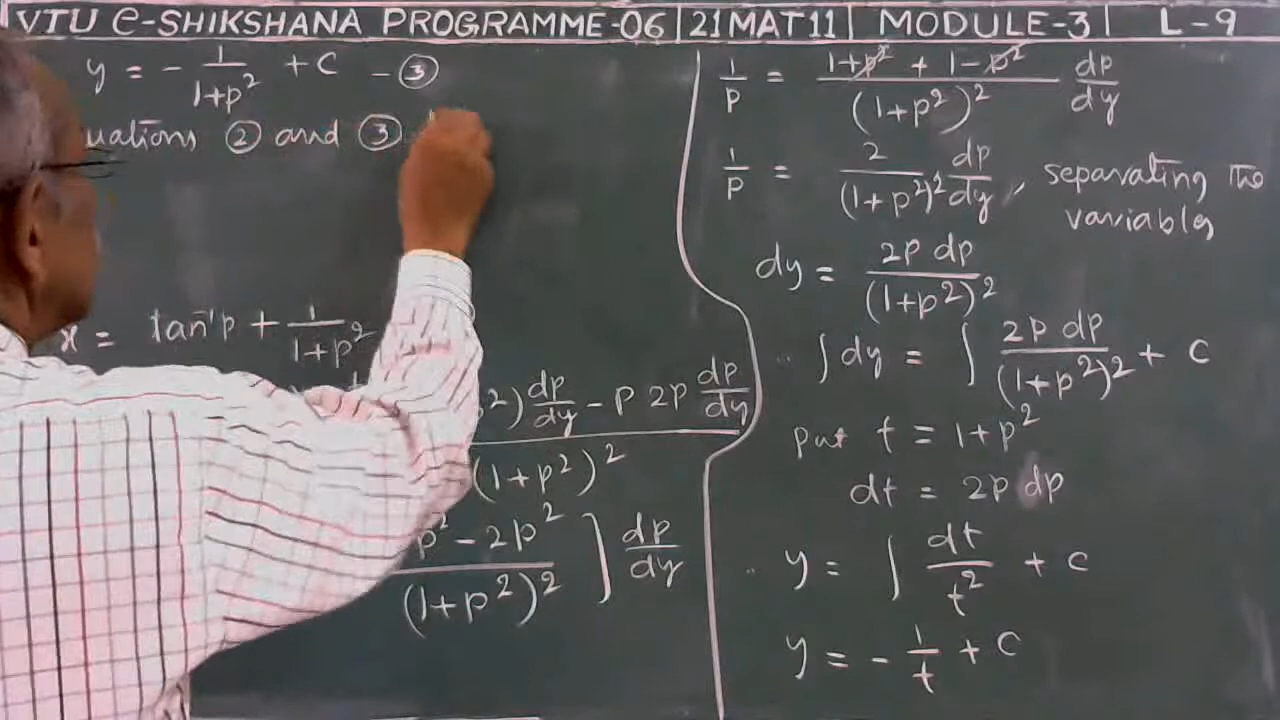 VTU e-SHIKSHANA PROGRAMME-06 | 21MAT11 | MODULE-3 | L-9
y = - 1/(1+p²) + C - ③
uations ② and ③
x = tan⁻¹p + 1/(1+p²)
²) dp/dy - p 2p dp/dy
(1+p²)²
p² - 2p² ] dp/dy
(1+p²)²
1/p = (1+p² + 1-p²)/(1+p²)² dp/dy
1/p = 2/(1+p²)² dp/dy, separating the
variables
dy = 2p dp/(1+p²)²
∫dy = ∫ 2p dp/(1+p²)² + c
put t = 1+p²
dt = 2p dp
y = ∫ dt/t² + c
y = - 1/t + c